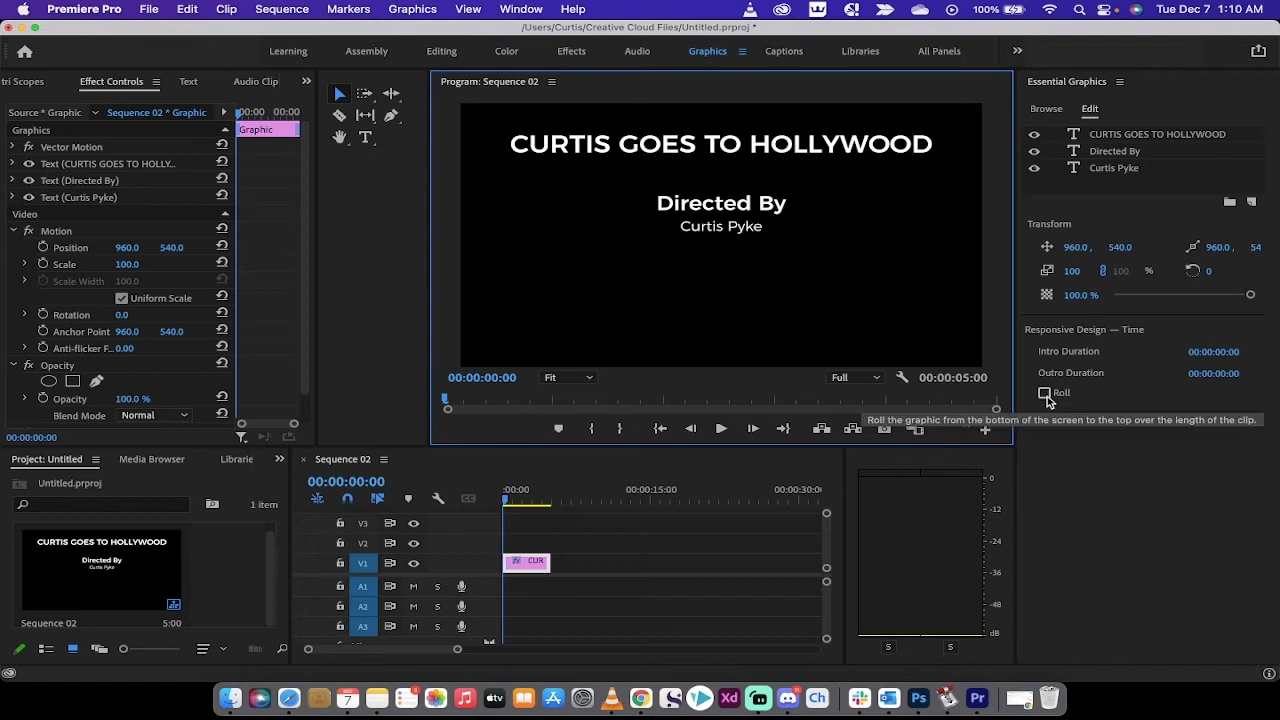 Premiere Pro File Edit Clip Sequence Markers Graphics View Window Help 100% Tue Dec 7 1:10 AM
/Users/Curtis/Creative Cloud Files/Untitled.prproj *
Learning Assembly Editing Color Effects Audio Graphics Captions Libraries All Panels
tri Scopes Effect Controls Text Audio Clip
Source * Graphic Sequence 02 * Graphic
00:00 00:00
Graphics
Graphic
Vector Motion
Text (CURTIS GOES TO HOLLY...
Text (Directed By)
Text (Curtis Pyke)
Video
fx Motion
Position 960.0 540.0
Scale 100.0
Scale Width 100.0
Uniform Scale
Rotation 0.0
Anchor Point 960.0 540.0
Anti-flicker F 0.00
fx Opacity
Opacity 100.0 %
Blend Mode Normal
00:00:00:00
Program: Sequence 02
CURTIS GOES TO HOLLYWOOD
Directed By
Curtis Pyke
00:00:00:00 Fit Full 00:00:05:00
Essential Graphics
Browse Edit
CURTIS GOES TO HOLLYWOOD
Directed By
Curtis Pyke
Transform
960.0 , 540.0 960.0 , 54
100 100 % 0
100.0 %
Responsive Design — Time
Intro Duration 00:00:00:00
Outro Duration 00:00:00:00
Roll
Roll the graphic from the bottom of the screen to the top over the length of the clip.
Project: Untitled Media Browser Librarie
Untitled.prproj
1 item
CURTIS GOES TO HOLLYWOOD
Directed By
Curtis Pyke
Sequence 02 5:00
Sequence 02
00:00:00:00
:00:00 00:00:15:00 00:00:30:0
V3
V2
V1
fx CUR
A1 M S
A2 M S
A3 M S
0
-12
-24
-36
-48
dB
S S
DEC
7
tv
Xd
Ch
Ps
Pr